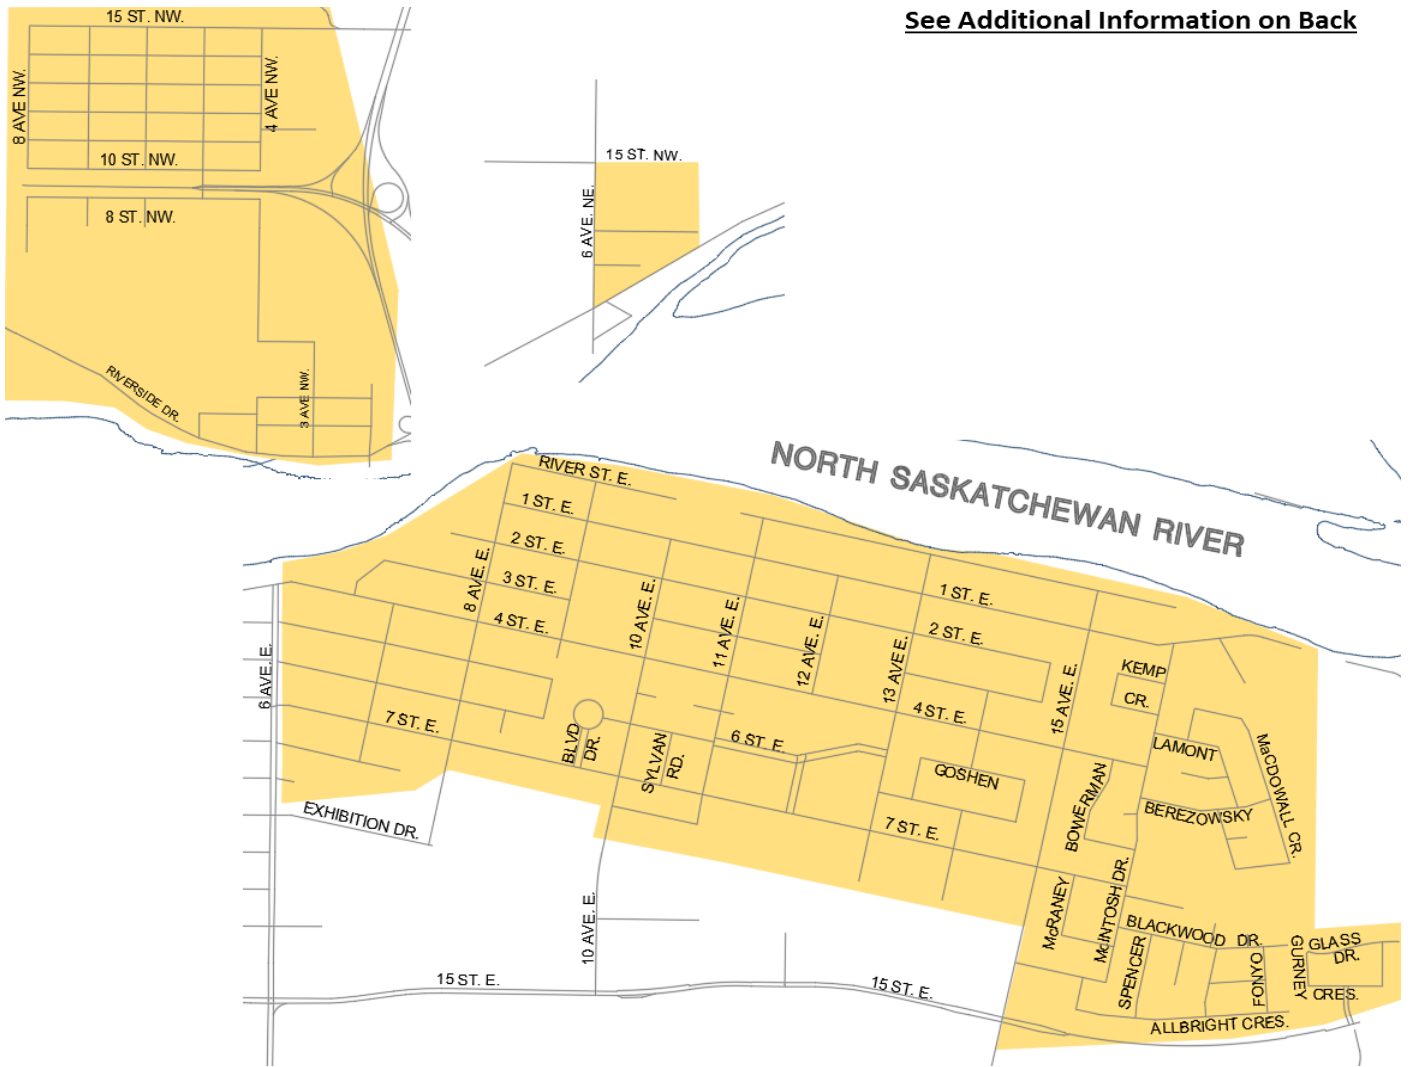 See Additional Information on Back
15 ST. NW.
8 AVE NW.
4 AVE NW.
10 ST. NW.
8 ST. NW.
RIVERSIDE DR.
3 AVE NW.
15 ST. NW.
6 AVE. NE.
NORTH SASKATCHEWAN RIVER
RIVER ST. E.
1 ST. E.
2 ST. E.
3 ST. E.
4 ST. E.
8 AVE. E.
10 AVE. E.
11 AVE. E.
12 AVE. E.
13 AVE E.
15 AVE. E.
1 ST. E.
2 ST. E.
4 ST. E.
6 AVE. E.
7 ST. E.
BLVD
DR.
SYLVAN
RD.
6 ST. E.
GOSHEN
7 ST. E.
KEMP
CR.
LAMONT
MacDOWALL CR.
BOWERMAN
BEREZOWSKY
EXHIBITION DR.
McRANEY
McINTOSH DR.
BLACKWOOD DR.
SPENCER
FONYO
GURNEY
CRES.
GLASS
DR.
ALLBRIGHT CRES.
10 AVE. E.
15 ST. E.
15 ST. E.